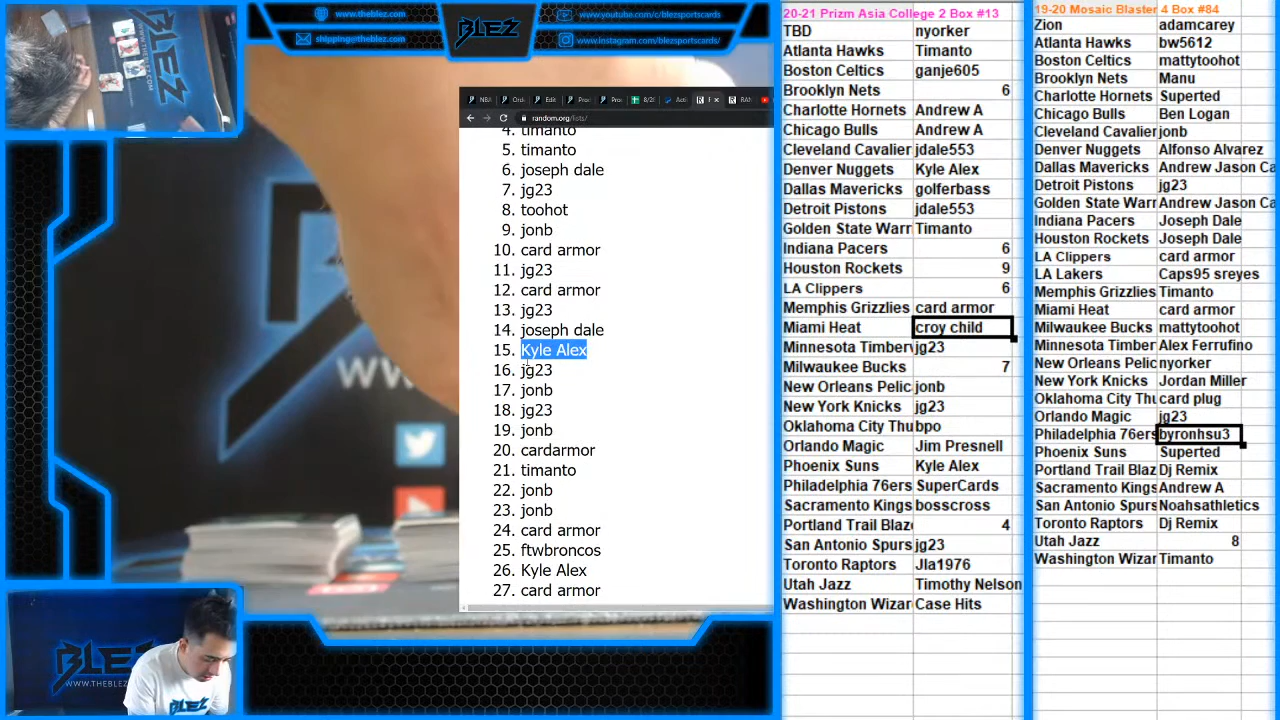 www.theblez.com
shipping@theblez.com
BLEZ
www.youtube.com/c/blezsportscards/
www.instagram.com/blezsportscards/
random.org/lists/
4. timanto
5. timanto
6. joseph dale
7. jg23
8. toohot
9. jonb
10. card armor
11. jg23
12. card armor
13. jg23
14. joseph dale
15. Kyle Alex
16. jg23
17. jonb
18. jg23
19. jonb
20. cardarmor
21. timanto
22. jonb
23. jonb
24. card armor
25. ftwbroncos
26. Kyle Alex
27. card armor
20-21 Prizm Asia College 2 Box #13
TBD nyorker
Atlanta Hawks Timanto
Boston Celtics ganje605
Brooklyn Nets 6
Charlotte Hornets Andrew A
Chicago Bulls Andrew A
Cleveland Cavalier jdale553
Denver Nuggets Kyle Alex
Dallas Mavericks golferbass
Detroit Pistons jdale553
Golden State Warr Timanto
Indiana Pacers 6
Houston Rockets 9
LA Clippers 6
Memphis Grizzlies card armor
Miami Heat croy child
Minnesota Timberv jg23
Milwaukee Bucks 7
New Orleans Pelic jonb
New York Knicks jg23
Oklahoma City Thu bpo
Orlando Magic Jim Presnell
Phoenix Suns Kyle Alex
Philadelphia 76ers SuperCards
Sacramento Kings bosscross
Portland Trail Blaze 4
San Antonio Spurs jg23
Toronto Raptors Jla1976
Utah Jazz Timothy Nelson
Washington Wizar Case Hits
19-20 Mosaic Blaster 4 Box #84
Zion adamcarey
Atlanta Hawks bw5612
Boston Celtics mattytoohot
Brooklyn Nets Manu
Charlotte Hornets Superted
Chicago Bulls Ben Logan
Cleveland Cavalier jonb
Denver Nuggets Alfonso Alvarez
Dallas Mavericks Andrew Jason Ca
Detroit Pistons jg23
Golden State Warr Andrew Jason Ca
Indiana Pacers Joseph Dale
Houston Rockets Joseph Dale
LA Clippers card armor
LA Lakers Caps95 sreyes
Memphis Grizzlies Timanto
Miami Heat card armor
Milwaukee Bucks mattytoohot
Minnesota Timber Alex Ferrufino
New Orleans Pelic nyorker
New York Knicks Jordan Miller
Oklahoma City Thu card plug
Orlando Magic jg23
Philadelphia 76ers byronhsu3
Phoenix Suns Superted
Portland Trail Blaz Dj Remix
Sacramento Kings Andrew A
San Antonio Spurs Noahsathletics
Toronto Raptors Dj Remix
Utah Jazz 8
Washington Wizar Timanto